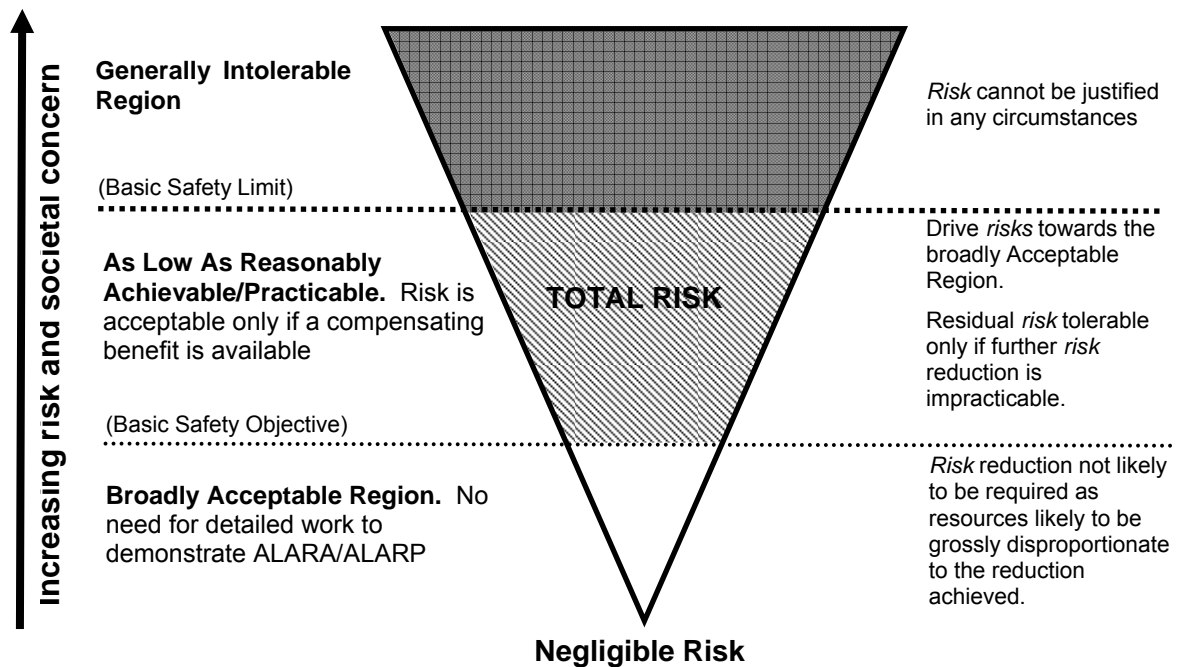 Increasing risk and societal concern
Generally Intolerable
Region
(Basic Safety Limit)
As Low As Reasonably
Achievable/Practicable. Risk is
acceptable only if a compensating
benefit is available
(Basic Safety Objective)
Broadly Acceptable Region. No
need for detailed work to
demonstrate ALARA/ALARP
TOTAL RISK
Negligible Risk
Risk cannot be justified
in any circumstances
Drive risks towards the
broadly Acceptable
Region.
Residual risk tolerable
only if further risk
reduction is
impracticable.
Risk reduction not likely
to be required as
resources likely to be
grossly disproportionate
to the reduction
achieved.